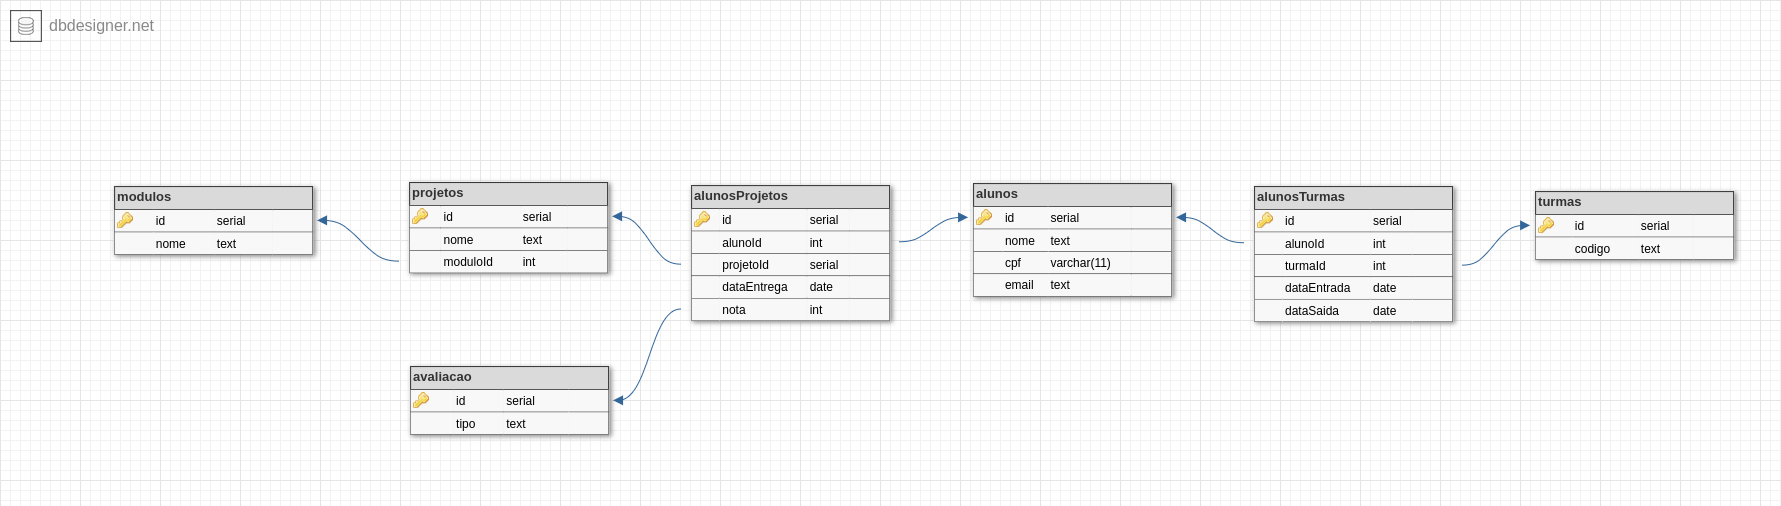 dbdesigner.net
modulos
id serial
nome text
projetos
id serial
nome text
moduloId int
alunosProjetos
id serial
alunoId int
projetoId serial
dataEntrega date
nota int
alunos
id serial
nome text
cpf varchar(11)
email text
alunosTurmas
id serial
alunoId int
turmaId int
dataEntrada date
dataSaida date
turmas
id serial
codigo text
avaliacao
id serial
tipo text